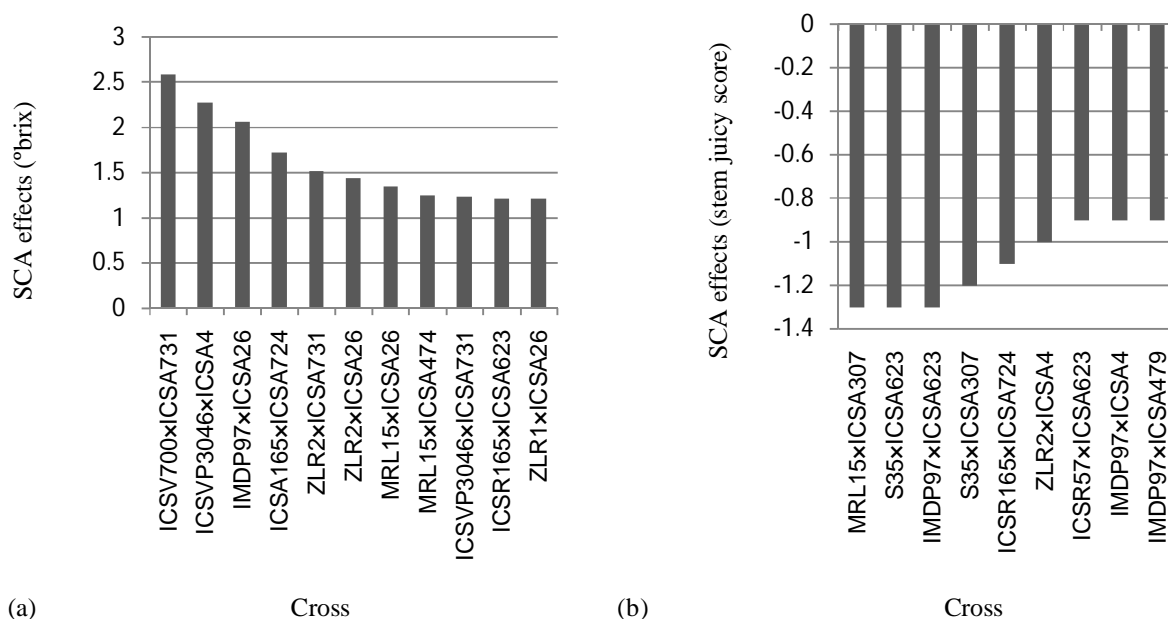 SCA effects (°brix)
3
2.5
2
1.5
1
0.5
0
ICSV700×ICSA731
ICSVP3046×ICSA4
IMDP97×ICSA26
ICSA165×ICSA724
ZLR2×ICSA731
ZLR2×ICSA26
MRL15×ICSA26
MRL15×ICSA474
ICSVP3046×ICSA731
ICSR165×ICSA623
ZLR1×ICSA26
(a)
Cross
SCA effects (stem juicy score)
0
-0.2
-0.4
-0.6
-0.8
-1
-1.2
-1.4
MRL15×ICSA307
S35×ICSA623
IMDP97×ICSA623
S35×ICSA307
ICSR165×ICSA724
ZLR2×ICSA4
ICSR57×ICSA623
IMDP97×ICSA4
IMDP97×ICSA479
(b)
Cross